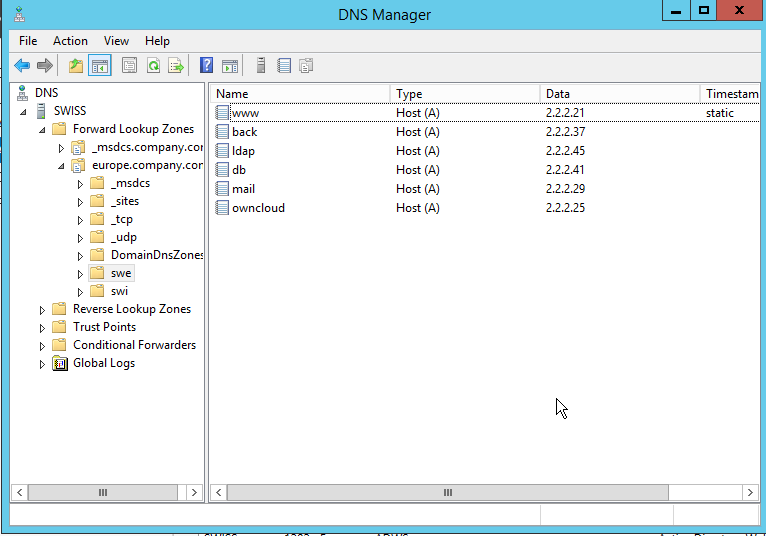 DNS Manager
File Action View Help
DNS
SWISS
Forward Lookup Zones
_msdcs.company.cor
europe.company.con
_msdcs
_sites
_tcp
_udp
DomainDnsZones
swe
swi
Reverse Lookup Zones
Trust Points
Conditional Forwarders
Global Logs
Name Type Data Timestam
www Host (A) 2.2.2.21 static
back Host (A) 2.2.2.37
ldap Host (A) 2.2.2.45
db Host (A) 2.2.2.41
mail Host (A) 2.2.2.29
owncloud Host (A) 2.2.2.25